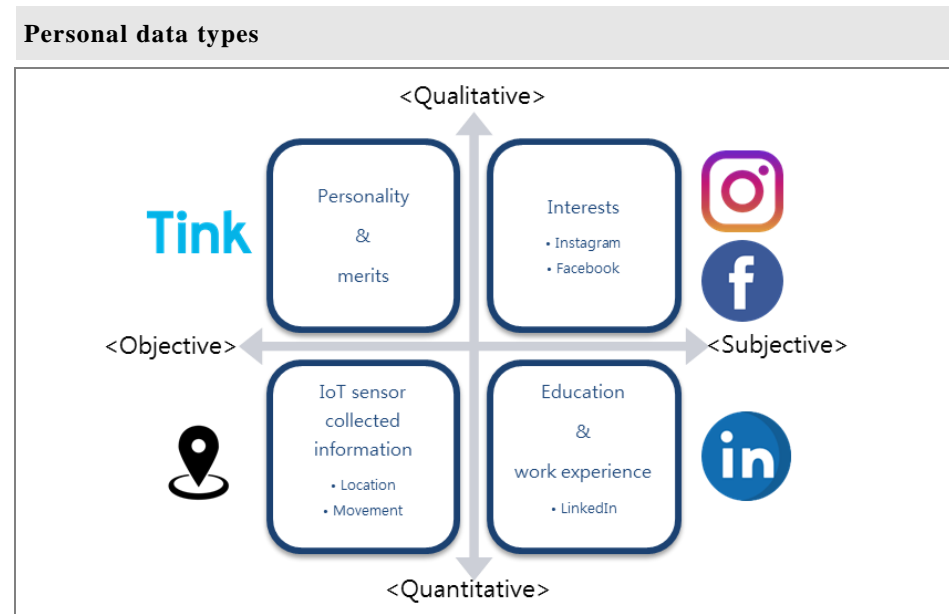 Personal data types
<Qualitative>
Personality
&
merits
Interests
• Instagram
• Facebook
Tink
f
<Objective>
<Subjective>
IoT sensor
collected
information
• Location
• Movement
Education
&
work experience
• LinkedIn
in
<Quantitative>